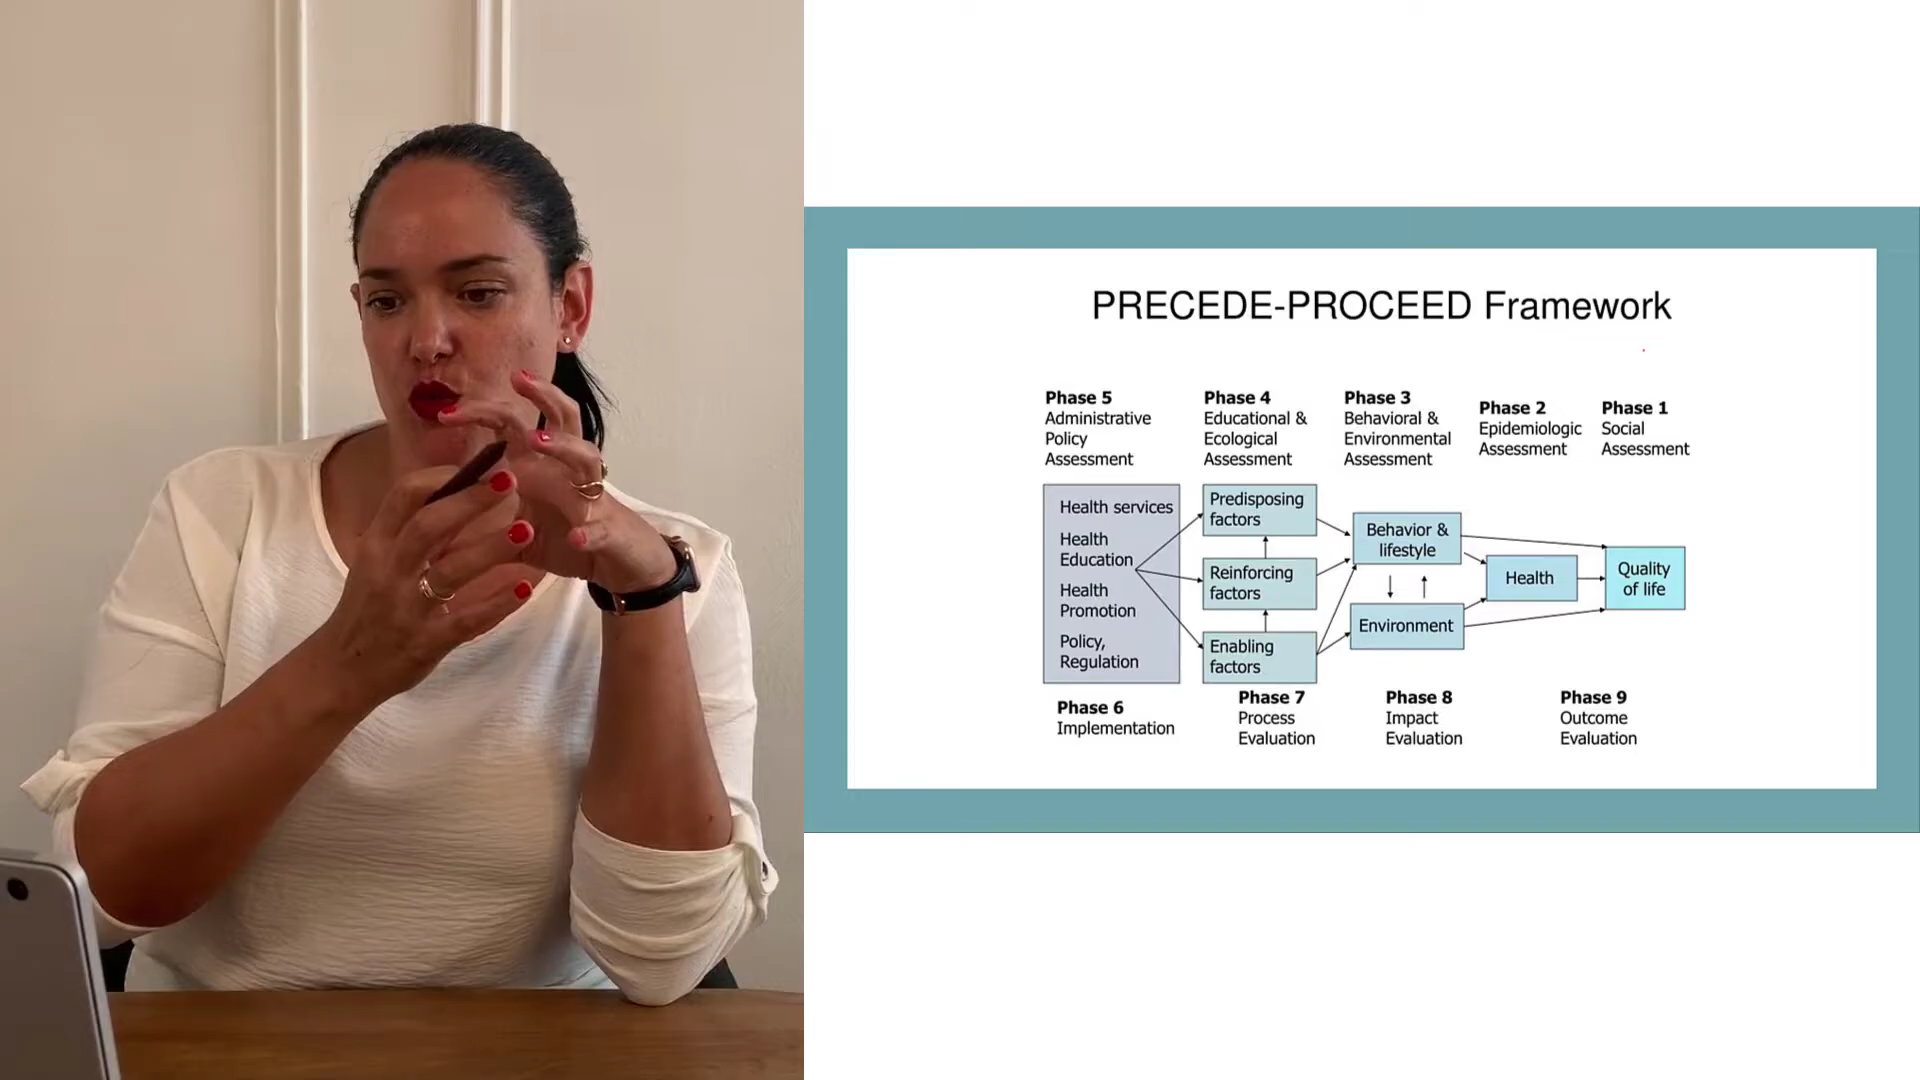 PRECEDE-PROCEED Framework
Phase 5
Administrative
Policy
Assessment
Phase 4
Educational &
Ecological
Assessment
Phase 3
Behavioral &
Environmental
Assessment
Phase 2
Epidemiologic
Assessment
Phase 1
Social
Assessment
Health services
Health
Education
Health
Promotion
Policy,
Regulation
Predisposing
factors
Reinforcing
factors
Enabling
factors
Behavior &
lifestyle
Environment
Health
Quality
of life
Phase 6
Implementation
Phase 7
Process
Evaluation
Phase 8
Impact
Evaluation
Phase 9
Outcome
Evaluation